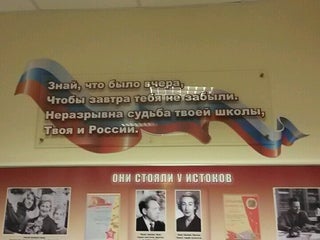 Знай, что было вчера,
Чтобы завтра тебя не забыли.
Неразрывна судьба твоей школы,
Твоя и России.
ОНИ СТОЯЛИ У ИСТОКОВ